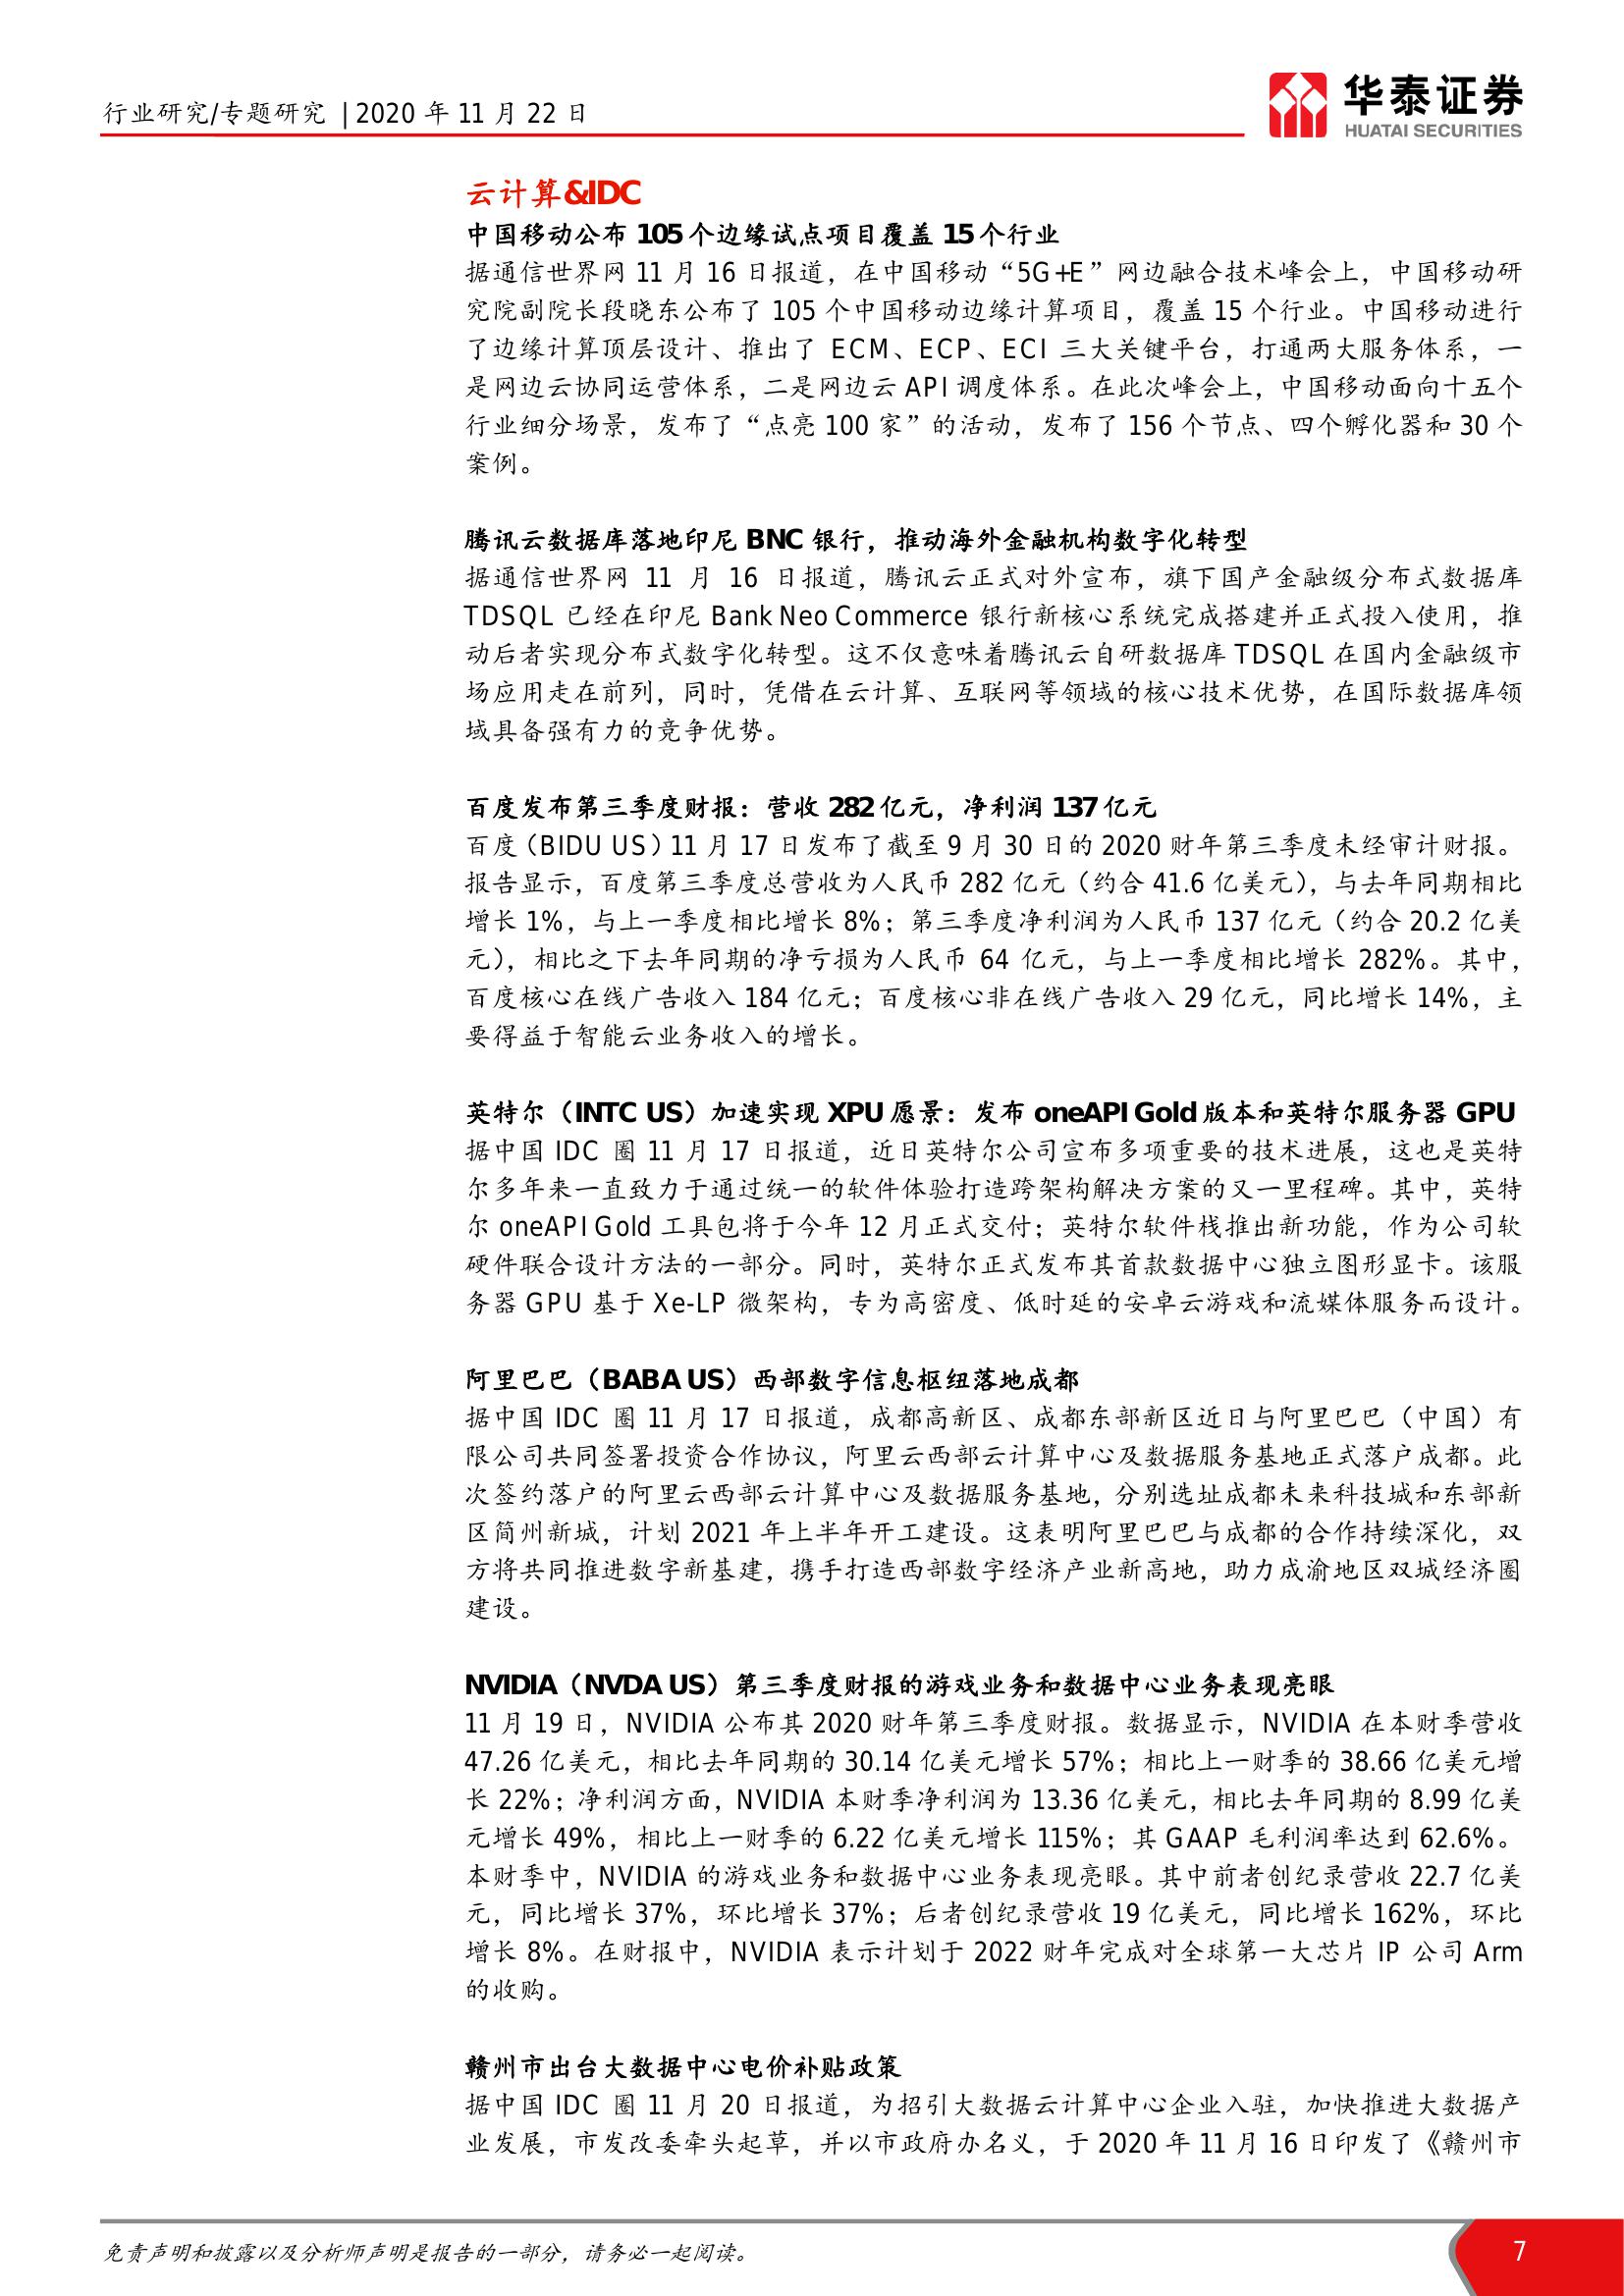 行业研究/专题研究 | 2020 年 11 月 22 日
华泰证券
HUATAI SECURITIES
云计算&IDC
中国移动公布 105 个边缘试点项目覆盖 15 个行业
据通信世界网 11 月 16 日报道，在中国移动“5G+E”网边融合技术峰会上，中国移动研
究院副院长段晓东公布了 105 个中国移动边缘计算项目，覆盖 15 个行业。中国移动进行
了边缘计算顶层设计、推出了 ECM、ECP、ECI 三大关键平台，打通两大服务体系，一
是网边云协同运营体系，二是网边云 API 调度体系。在此次峰会上，中国移动面向十五个
行业细分场景，发布了“点亮 100 家”的活动，发布了 156 个节点、四个孵化器和 30 个
案例。
腾讯云数据库落地印尼 BNC 银行，推动海外金融机构数字化转型
据通信世界网 11 月 16 日报道，腾讯云正式对外宣布，旗下国产金融级分布式数据库
TDSQL 已经在印尼 Bank Neo Commerce 银行新核心系统完成搭建并正式投入使用，推
动后者实现分布式数字化转型。这不仅意味着腾讯云自研数据库 TDSQL 在国内金融级市
场应用走在前列，同时，凭借在云计算、互联网等领域的核心技术优势，在国际数据库领
域具备强有力的竞争优势。
百度发布第三季度财报：营收 282 亿元，净利润 137 亿元
百度（BIDU US）11 月 17 日发布了截至 9 月 30 日的 2020 财年第三季度未经审计财报。
报告显示，百度第三季度总营收为人民币 282 亿元（约合 41.6 亿美元），与去年同期相比
增长 1%，与上一季度相比增长 8%；第三季度净利润为人民币 137 亿元（约合 20.2 亿美
元），相比之下去年同期的净亏损为人民币 64 亿元，与上一季度相比增长 282%。其中，
百度核心在线广告收入 184 亿元；百度核心非在线广告收入 29 亿元，同比增长 14%，主
要得益于智能云业务收入的增长。
英特尔（INTC US）加速实现 XPU 愿景：发布 oneAPI Gold 版本和英特尔服务器 GPU
据中国 IDC 圈 11 月 17 日报道，近日英特尔公司宣布多项重要的技术进展，这也是英特
尔多年来一直致力于通过统一的软件体验打造跨架构解决方案的又一里程碑。其中，英特
尔 oneAPI Gold 工具包将于今年 12 月正式交付；英特尔软件栈推出新功能，作为公司软
硬件联合设计方法的一部分。同时，英特尔正式发布其首款数据中心独立图形显卡。该服
务器 GPU 基于 Xe-LP 微架构，专为高密度、低时延的安卓云游戏和流媒体服务而设计。
阿里巴巴（BABA US）西部数字信息枢纽落地成都
据中国 IDC 圈 11 月 17 日报道，成都高新区、成都东部新区近日与阿里巴巴（中国）有
限公司共同签署投资合作协议，阿里云西部云计算中心及数据服务基地正式落户成都。此
次签约落户的阿里云西部云计算中心及数据服务基地，分别选址成都未来科技城和东部新
区简州新城，计划 2021 年上半年开工建设。这表明阿里巴巴与成都的合作持续深化，双
方将共同推进数字新基建，携手打造西部数字经济产业新高地，助力成渝地区双城经济圈
建设。
NVIDIA（NVDA US）第三季度财报的游戏业务和数据中心业务表现亮眼
11 月 19 日，NVIDIA 公布其 2020 财年第三季度财报。数据显示，NVIDIA 在本财季营收
47.26 亿美元，相比去年同期的 30.14 亿美元增长 57%；相比上一财季的 38.66 亿美元增
长 22%；净利润方面，NVIDIA 本财季净利润为 13.36 亿美元，相比去年同期的 8.99 亿美
元增长 49%，相比上一财季的 6.22 亿美元增长 115%；其 GAAP 毛利润率达到 62.6%。
本财季中，NVIDIA 的游戏业务和数据中心业务表现亮眼。其中前者创纪录营收 22.7 亿美
元，同比增长 37%，环比增长 37%；后者创纪录营收 19 亿美元，同比增长 162%，环比
增长 8%。在财报中，NVIDIA 表示计划于 2022 财年完成对全球第一大芯片 IP 公司 Arm
的收购。
赣州市出台大数据中心电价补贴政策
据中国 IDC 圈 11 月 20 日报道，为招引大数据云计算中心企业入驻，加快推进大数据产
业发展，市发改委牵头起草，并以市政府办名义，于 2020 年 11 月 16 日印发了《赣州市
免责声明和披露以及分析师声明是报告的一部分，请务必一起阅读。
7